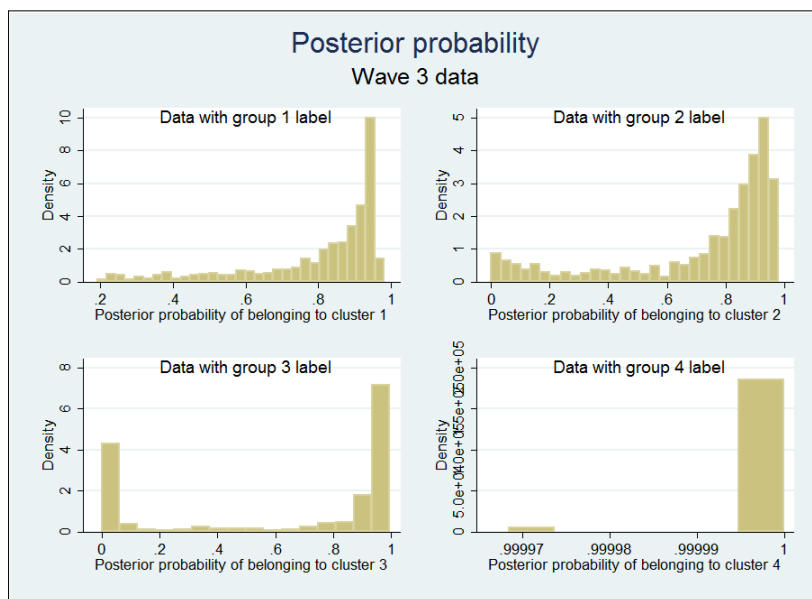 Posterior probability
Wave 3 data
Data with group 1 label
Density
0 2 4 6 8 10
.2 .4 .6 .8 1
Posterior probability of belonging to cluster 1
Data with group 2 label
Density
0 1 2 3 4 5
0 .2 .4 .6 .8 1
Posterior probability of belonging to cluster 2
Data with group 3 label
Density
0 2 4 6 8
0 .2 .4 .6 .8 1
Posterior probability of belonging to cluster 3
Data with group 4 label
Density
0 5.0e+04
.99997 .99998 .99999 1
Posterior probability of belonging to cluster 4